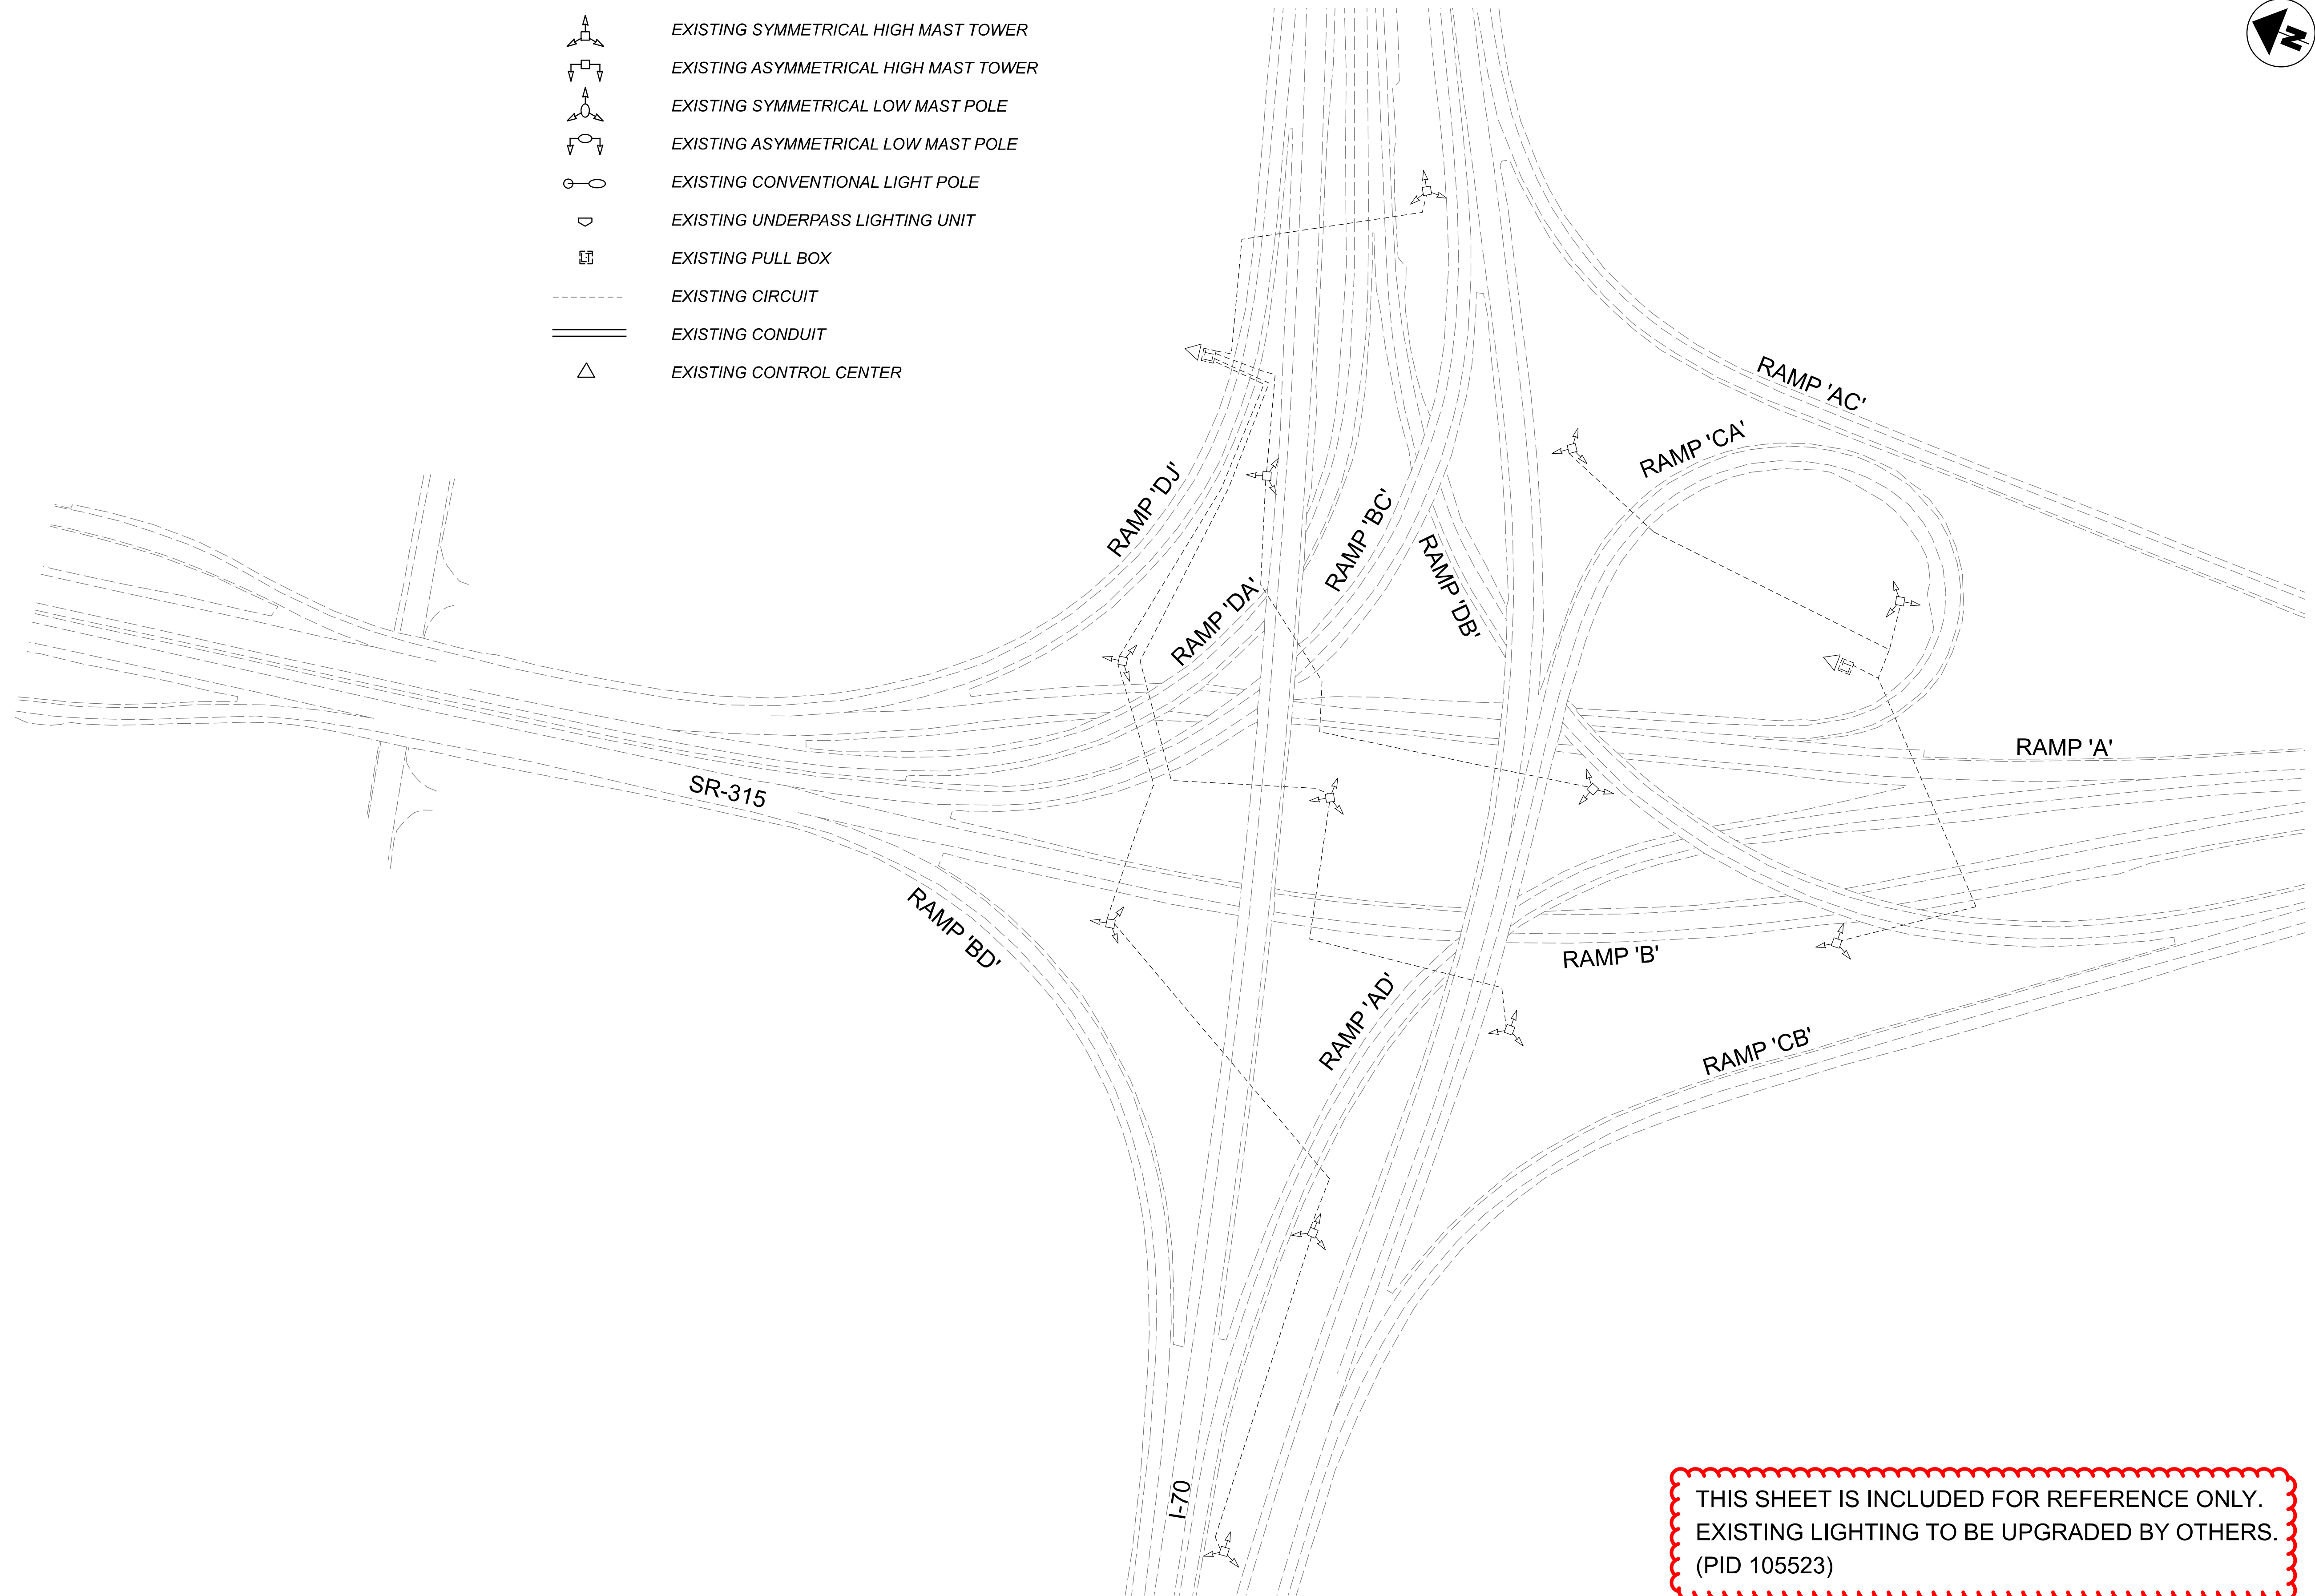 EXISTING SYMMETRICAL HIGH MAST TOWER
EXISTING ASYMMETRICAL HIGH MAST TOWER
EXISTING SYMMETRICAL LOW MAST POLE
EXISTING ASYMMETRICAL LOW MAST POLE
EXISTING CONVENTIONAL LIGHT POLE
EXISTING UNDERPASS LIGHTING UNIT
EXISTING PULL BOX
EXISTING CIRCUIT
EXISTING CONDUIT
EXISTING CONTROL CENTER
N
RAMP 'AC'
RAMP 'CA'
RAMP 'DJ'
RAMP 'BC'
RAMP 'DB'
RAMP 'DA'
RAMP 'A'
SR-315
RAMP 'BD'
RAMP 'B'
RAMP 'AD'
RAMP 'CB'
I-70
THIS SHEET IS INCLUDED FOR REFERENCE ONLY.
EXISTING LIGHTING TO BE UPGRADED BY OTHERS.
(PID 105523)